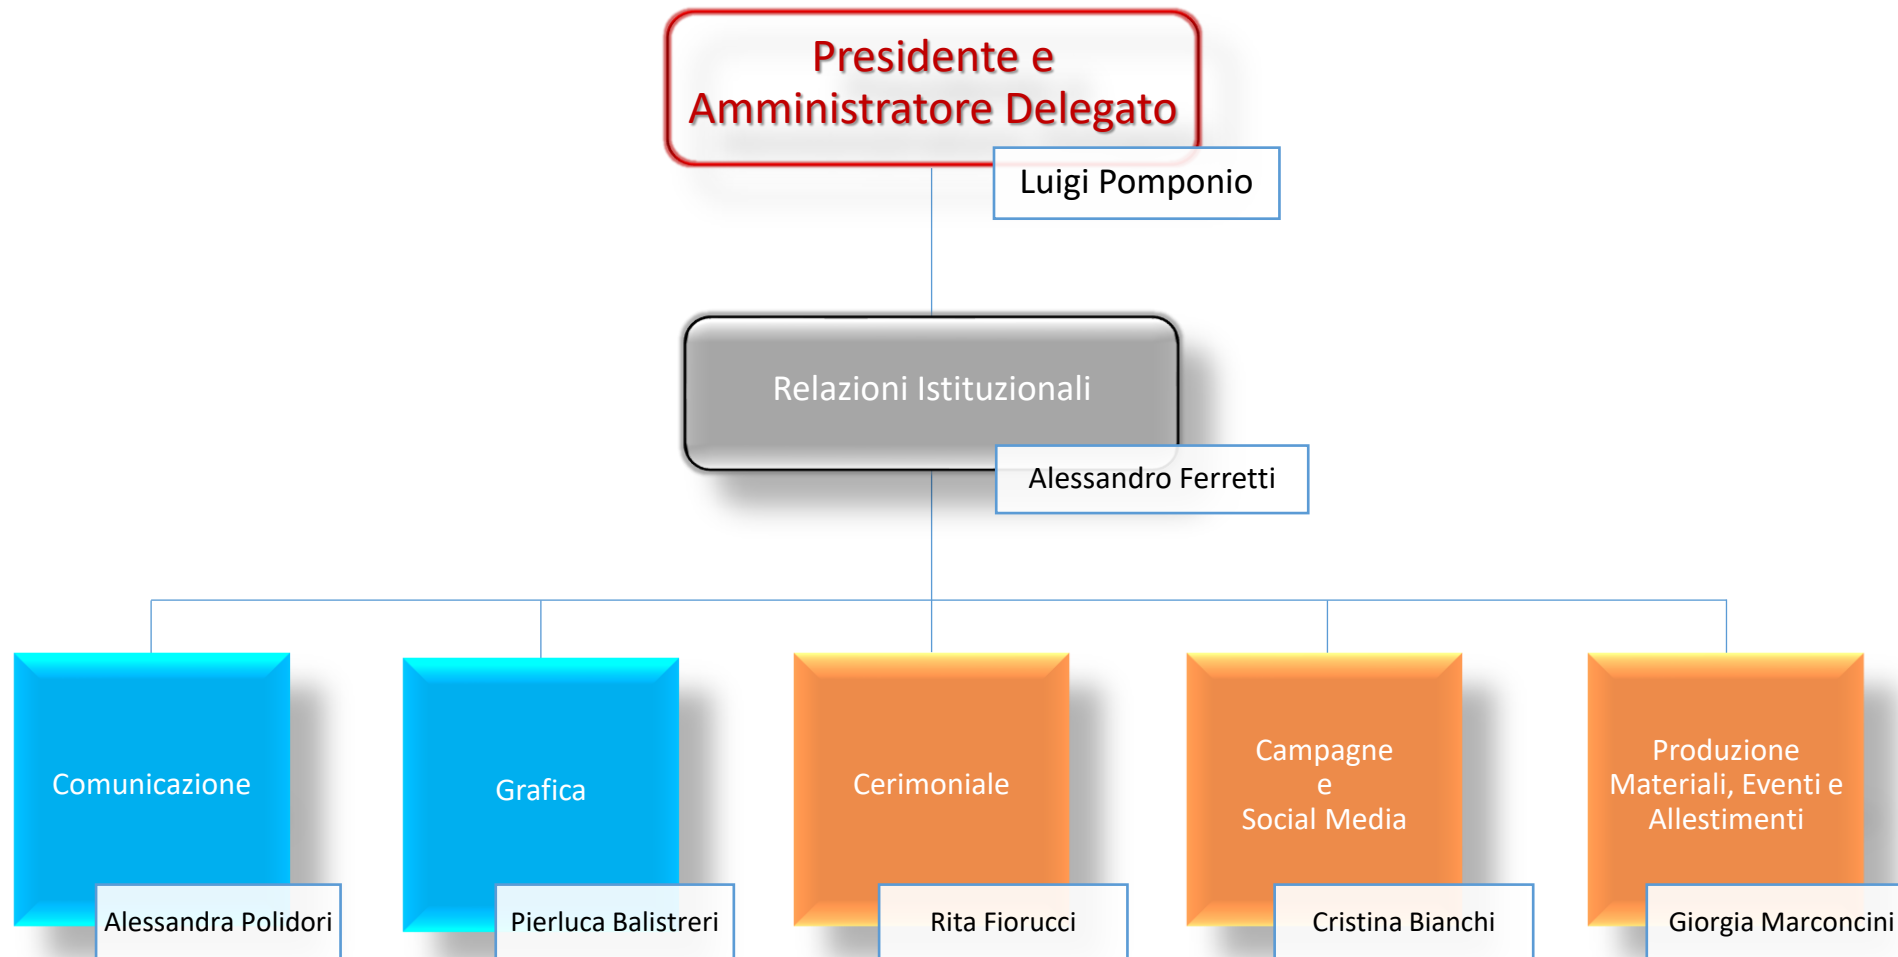 Presidente e
Amministratore Delegato
Luigi Pomponio
Relazioni Istituzionali
Alessandro Ferretti
Comunicazione
Alessandra Polidori
Grafica
Pierluca Balistreri
Cerimoniale
Rita Fiorucci
Campagne
e
Social Media
Cristina Bianchi
Produzione
Materiali, Eventi e
Allestimenti
Giorgia Marconcini